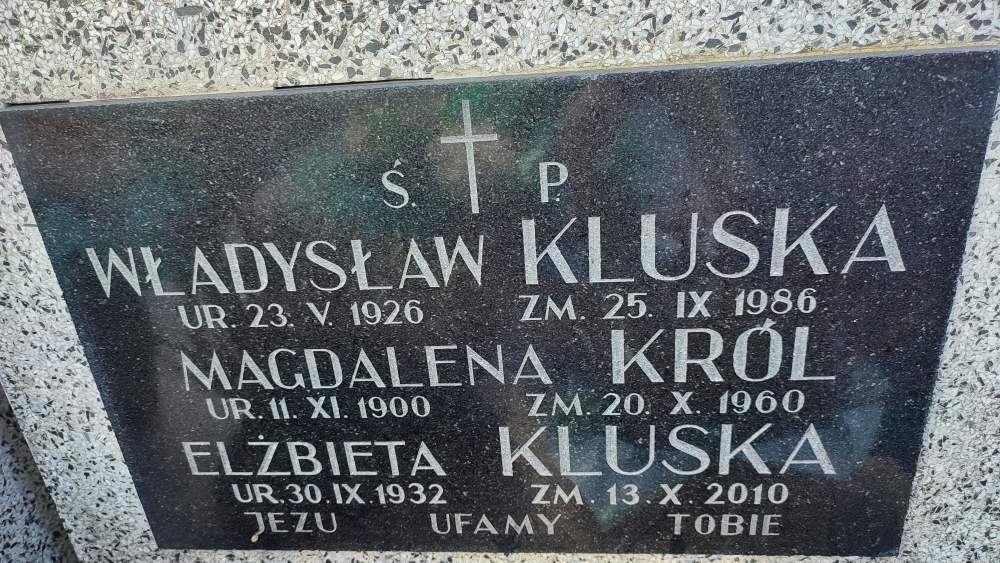 Ś. P.
WŁADYSŁAW KLUSKA
UR. 23. V. 1926 ZM. 25. IX 1986
MAGDALENA KRÓL
UR. 11. XI. 1900 ZM. 20. X. 1960
ELŻBIETA KLUSKA
UR. 30. IX 1932 ZM. 13. X. 2010
JEZU UFAMY TOBIE